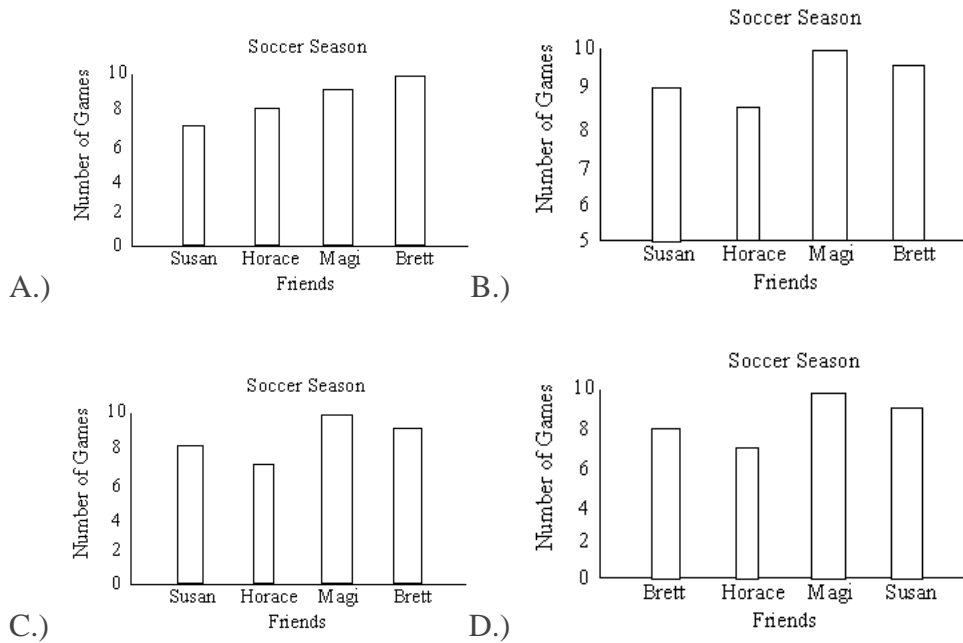 Soccer Season
Number of Games
10
8
6
4
2
0
Susan Horace Magi Brett
Friends
A.)
Soccer Season
Number of Games
10
9
8
7
6
5
Susan Horace Magi Brett
Friends
B.)
Soccer Season
Number of Games
10
8
6
4
2
0
Susan Horace Magi Brett
Friends
C.)
Soccer Season
Number of Games
10
8
6
4
2
0
Brett Horace Magi Susan
Friends
D.)